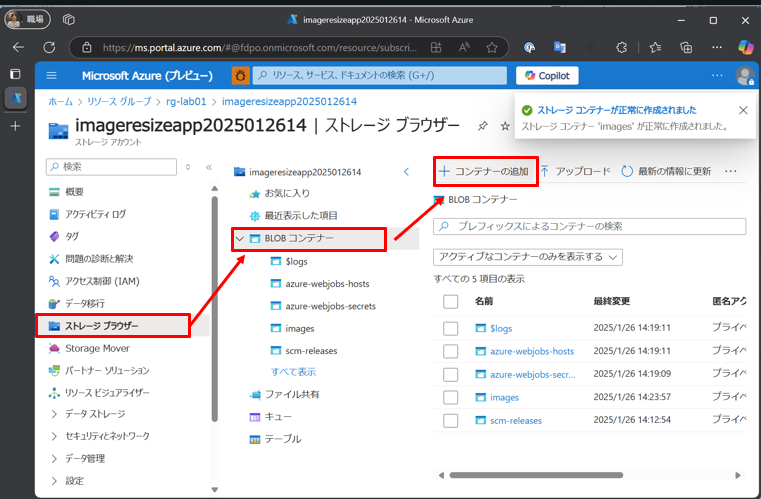 職場
imageresizeapp2025012614 - Microsoft Azure
https://ms.portal.azure.com/#@fdpo.onmicrosoft.com/resource/subscri...
Microsoft Azure (プレビュー)
リソース、サービス、ドキュメントの検索 (G+/)
Copilot
ホーム > リソース グループ > rg-lab01 > imageresizeapp2025012614
ストレージ コンテナーが正常に作成されました
ストレージ コンテナー 'images' が正常に作成されました。
imageresizeapp2025012614 | ストレージ ブラウザー
ストレージ アカウント
検索
概要
アクティビティ ログ
タグ
問題の診断と解決
アクセス制御 (IAM)
データ移行
ストレージ ブラウザー
Storage Mover
パートナー ソリューション
リソース ビジュアライザー
データ ストレージ
セキュリティとネットワーク
データ管理
設定
imageresizeapp2025012614
お気に入り
最近表示した項目
BLOB コンテナー
$logs
azure-webjobs-hosts
azure-webjobs-secrets
images
scm-releases
すべて表示
ファイル共有
キュー
テーブル
コンテナーの追加 アップロード 最新の情報に更新 ...
BLOB コンテナー
プレフィックスによるコンテナーの検索
アクティブなコンテナーのみを表示する
すべての 5 項目の表示
名前 最終変更 匿名アク
$logs 2025/1/26 14:19:11 プライベ
azure-webjobs-hosts 2025/1/26 14:19:11 プライベ
azure-webjobs-secr... 2025/1/26 14:19:09 プライベ
images 2025/1/26 14:23:57 プライベ
scm-releases 2025/1/26 14:12:54 プライベ